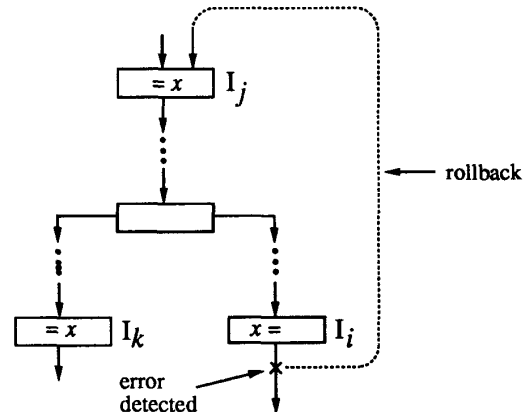 = x I_j
rollback
= x I_k
x = I_i
error
detected